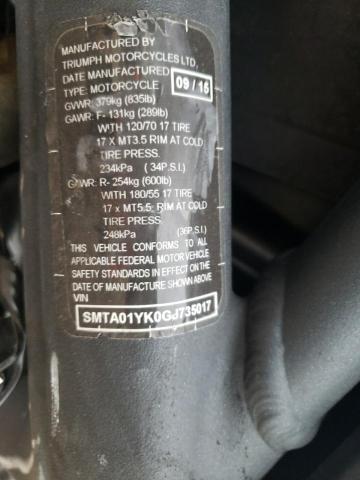 MANUFACTURED BY
TRIUMPH MOTORCYCLES LTD,
DATE MANUFACTURED
09 / 16
TYPE: MOTORCYCLE
GVWR: 379kg (835lb)
GAWR: F- 131kg (289lb)
WITH 120/70 17 TIRE
17 X MT3.5 RIM AT COLD
TIRE PRESS.
234kPa ( 34P.S.I.)
GAWR: R- 254kg (600lb)
WITH 180/55 17 TIRE
17 x MT5.5; RIM AT COLD
TIRE PRESS
248kPa (36P.S.I)
THIS VEHICLE CONFORMS TO ALL
APPLICABLE FEDERAL MOTOR VEHICLE
SAFETY STANDARDS IN EFFECT ON THE
DATE OF MANUFACTURE SHOWN ABOVE
VIN
SMTA01YK0GJ735017